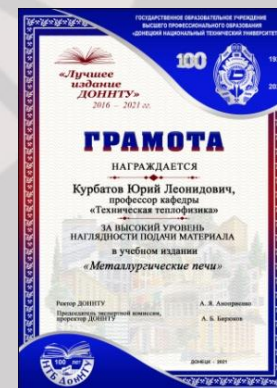 ГОСУДАРСТВЕННОЕ ОБРАЗОВАТЕЛЬНОЕ УЧРЕЖДЕНИЕ
ВЫСШЕГО ПРОФЕССИОНАЛЬНОГО ОБРАЗОВАНИЯ
«ДОНЕЦКИЙ НАЦИОНАЛЬНЫЙ ТЕХНИЧЕСКИЙ УНИВЕРСИТЕТ»
100
«Лучшее
издание
ДОННТУ»
2016 – 2021 гг.
ГРАМОТА
НАГРАЖДАЕТСЯ
Курбатов Юрий Леонидович,
профессор кафедры
«Техническая теплофизика»
ЗА ВЫСОКИЙ УРОВЕНЬ
НАГЛЯДНОСТИ ПОДАЧИ МАТЕРИАЛА
в учебном издании
«Металлургические печи»
Ректор ДОННТУ
А. Я. Аноприенко
Председатель экспертной комиссии,
проректор ДОННТУ
А. Б. Бирюков
100 лет
НТБ ДонНТУ
ДОНЕЦК - 2021